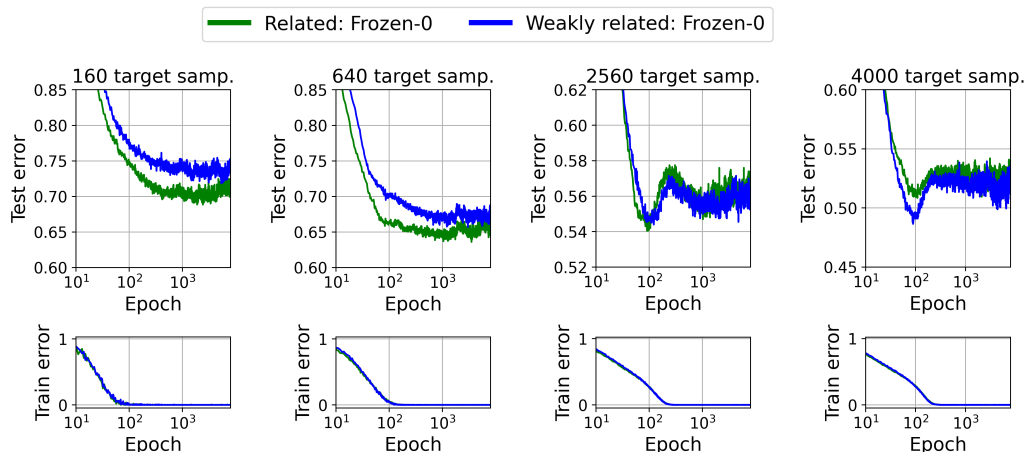 Related: Frozen-0 Weakly related: Frozen-0
160 target samp. 640 target samp. 2560 target samp. 4000 target samp.
0.85 0.85 0.62 0.60
0.80 0.80 0.60 0.55
0.75 0.75 0.58 0.50
0.70 0.70 0.56 0.45
0.65 0.65 0.54
0.60 0.60 0.52
Test error Test error Test error Test error
10¹ 10² 10³ 10¹ 10² 10³ 10¹ 10² 10³ 10¹ 10² 10³
Epoch Epoch Epoch Epoch
1 1 1 1
Train error Train error Train error Train error
0 0 0 0
10¹ 10² 10³ 10¹ 10² 10³ 10¹ 10² 10³ 10¹ 10² 10³
Epoch Epoch Epoch Epoch